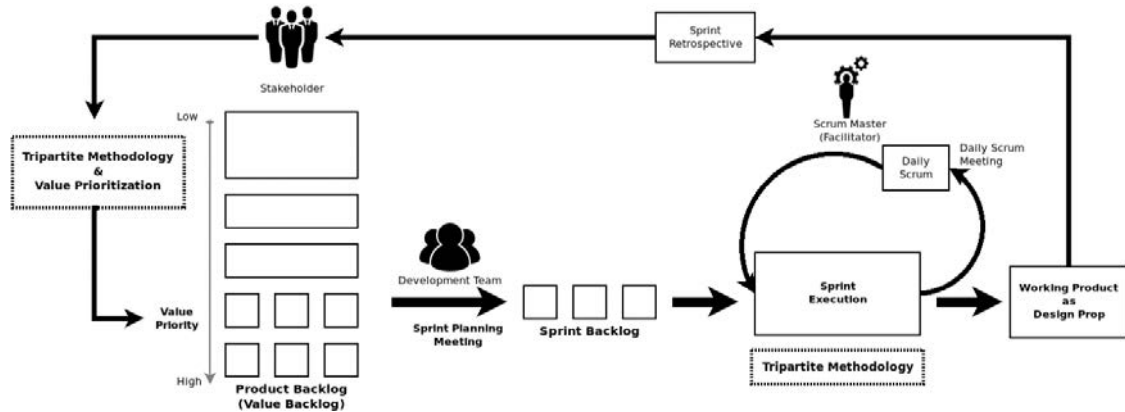 Sprint
Retrospective
Stakeholder
Scrum Master
(Facilitator)
Low
Tripartite Methodology
&
Value Prioritization
Daily
Scrum
Daily Scrum
Meeting
Development Team
Sprint
Execution
Working Product
as
Design Prop
Value
Priority
Sprint Planning
Meeting
Sprint Backlog
Tripartite Methodology
High
Product Backlog
(Value Backlog)